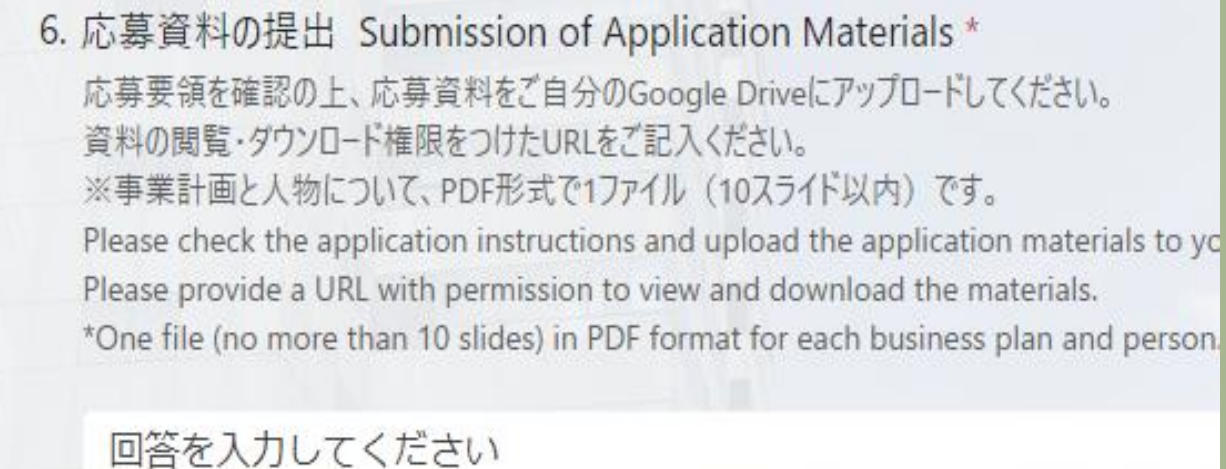 6. 応募資料の提出 Submission of Application Materials *
応募要領を確認の上、応募資料をご自分のGoogle Driveにアップロードしてください。
資料の閲覧・ダウンロード権限をつけたURLをご記入ください。
※事業計画と人物について、PDF形式で1ファイル（10スライド以内）です。
Please check the application instructions and upload the application materials to
Please provide a URL with permission to view and download the materials.
*One file (no more than 10 slides) in PDF format for each business plan and person.
回答を入力してください